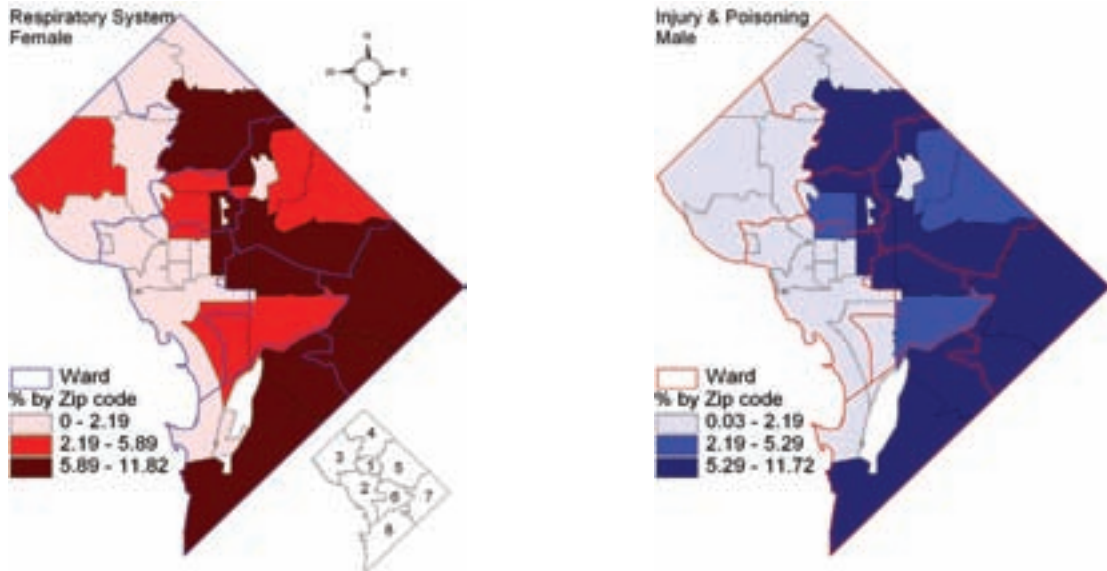 Respiratory System
Female
Ward
% by Zip code
0 - 2.19
2.19 - 5.89
5.89 - 11.82
4
3
1
5
2
6
7
8
Injury & Poisoning
Male
Ward
% by Zip code
0.03 - 2.19
2.19 - 5.29
5.29 - 11.72